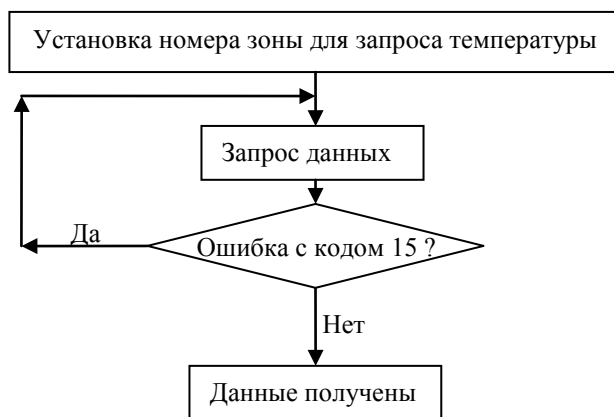 Установка номера зоны для запроса температуры
Запрос данных
Да
Ошибка с кодом 15 ?
Нет
Данные получены